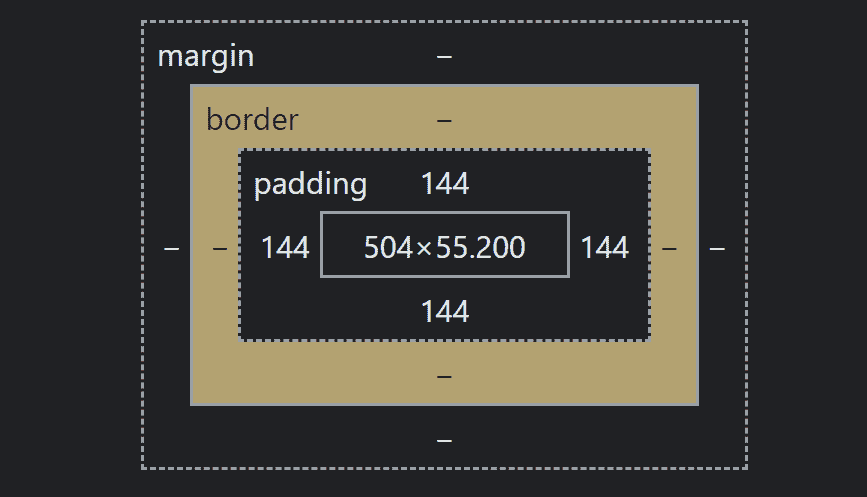 margin –
border –
padding 144
– – 144 504×55.200 144 – –
144
–
–